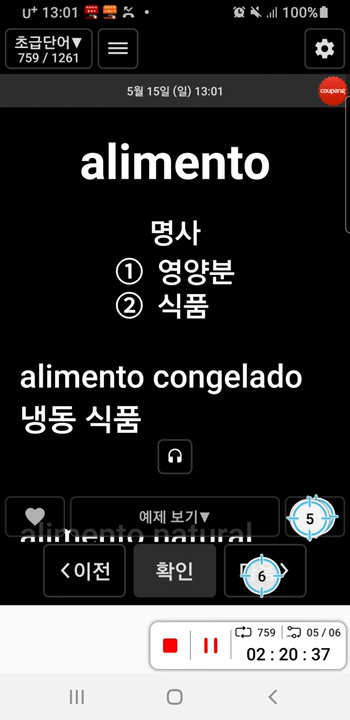 U+ 13:01 100%
초급단어▼
759 / 1261
5월 15일 (일) 13:01
coupang
alimento
명사
① 영양분
② 식품
alimento congelado
냉동 식품
예제 보기▼
5
alimento natural
<이전
확인
6 >
759 05 / 06
02 : 20 : 37